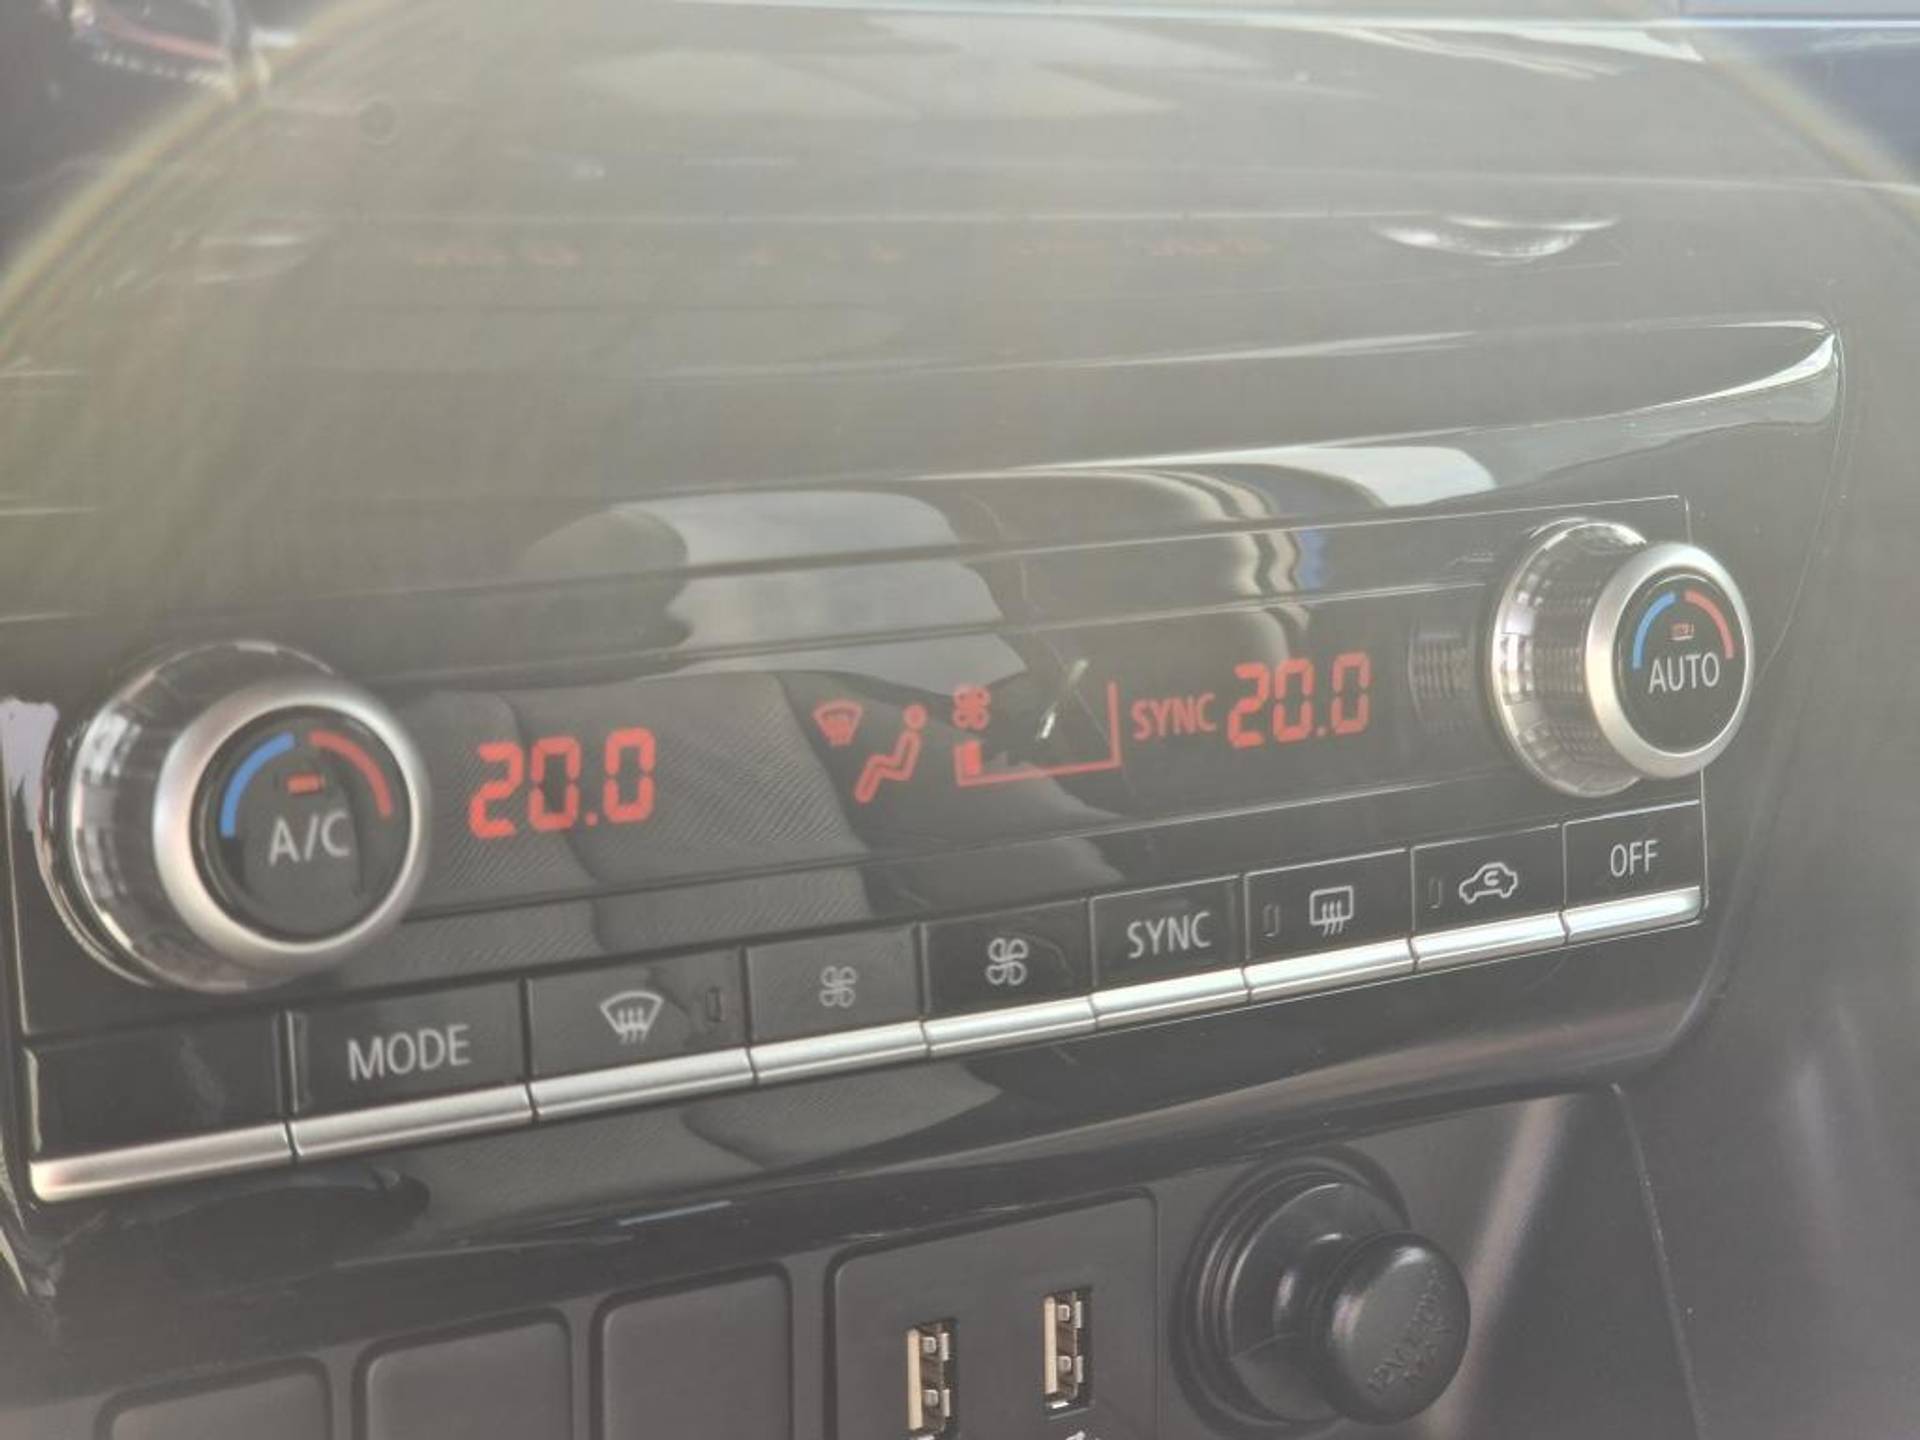 20.0
SYNC 20.0
A/C
AUTO
MODE
SYNC
OFF